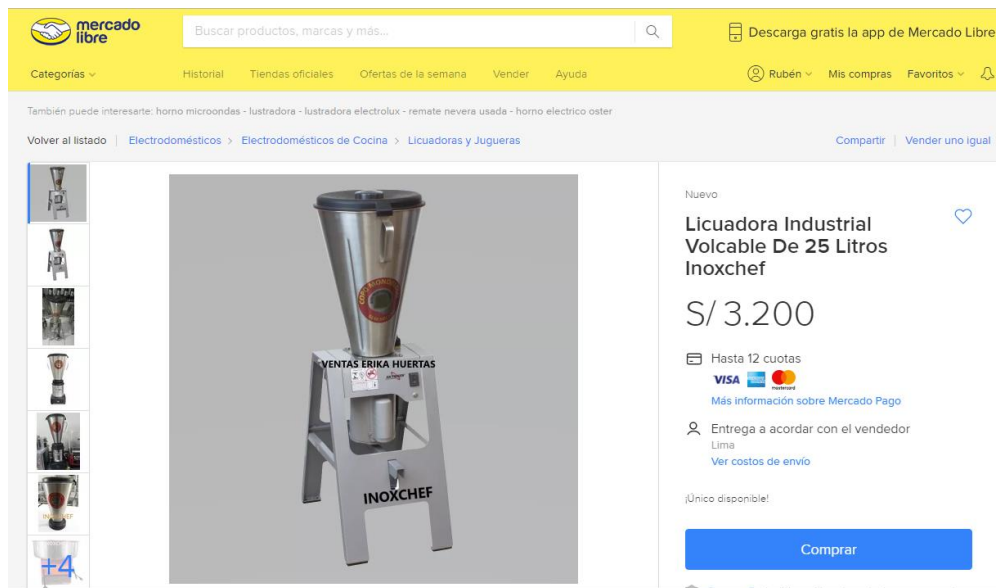 mercado
libre
Buscar productos, marcas y más...
Descarga gratis la app de Mercado Libre
Categorías
Historial
Tiendas oficiales
Ofertas de la semana
Vender
Ayuda
Rubén
Mis compras
Favoritos
También puede interesarte: horno microondas - lustradora - lustradora electrolux - remate nevera usada - horno electrico oster
Volver al listado
Electrodomésticos > Electrodomésticos de Cocina > Licuadoras y Jugueras
Compartir
Vender uno igual
VENTAS ERIKA HUERTAS
INOXCHEF
+4
Nuevo
Licuadora Industrial
Volcable De 25 Litros
Inoxchef
S/ 3.200
Hasta 12 cuotas
VISA
mastercard
Más información sobre Mercado Pago
Entrega a acordar con el vendedor
Lima
Ver costos de envío
¡Único disponible!
Comprar